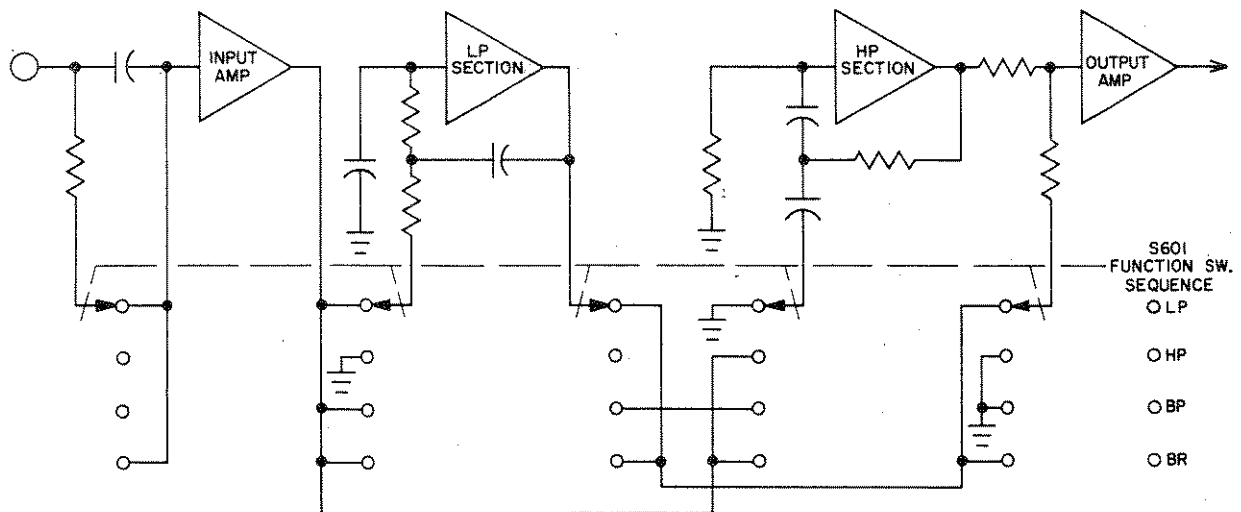 INPUT
AMP
LP
SECTION
HP
SECTION
OUTPUT
AMP
S601
FUNCTION SW.
SEQUENCE
LP
HP
BP
BR